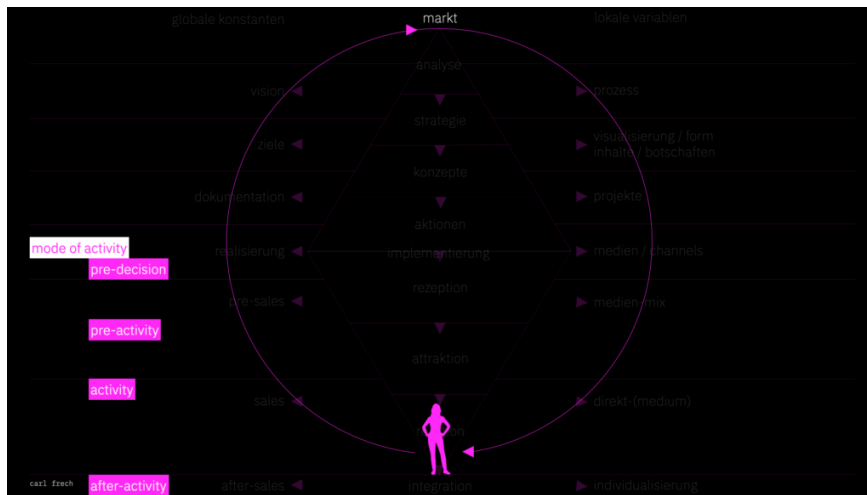 globale konstanten
markt
lokale variablen
analyse
vision
prozess
strategie
ziele
visualisierung / form
inhalte / botschaften
konzepte
dokumentation
projekte
aktionen
mode of activity
realisierung
implementierung
medien / channels
pre-decision
rezeption
pre-sales
medien-mix
pre-activity
attraktion
activity
sales
direkt-(medium)
carl frech
after-activity
after-sales
integration
individualisierung